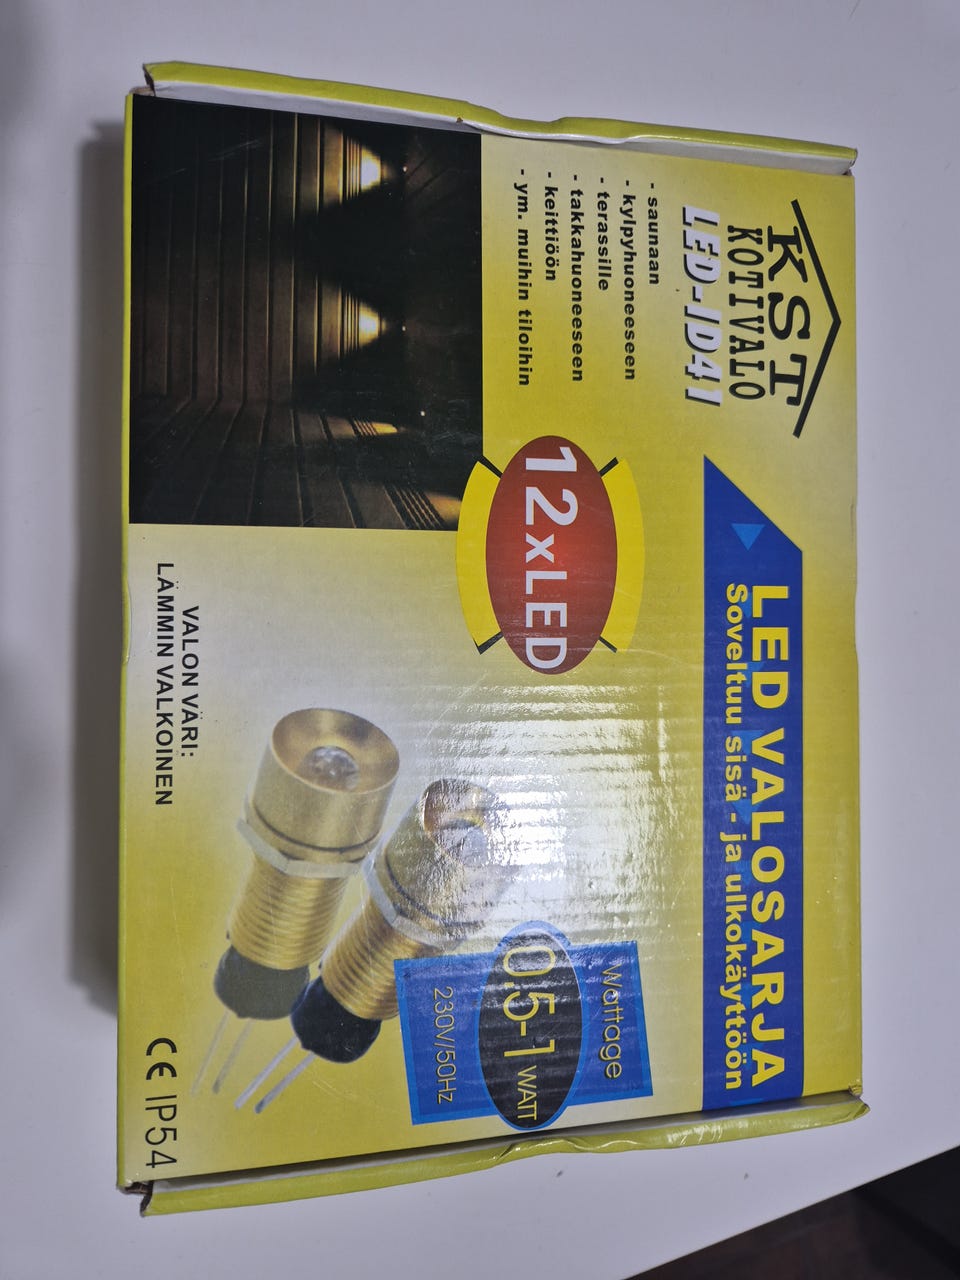 KST
KOTIVALO
LED-ID41
- saunaan
- kylpyhuoneeseen
- terassille
- takkahuoneeseen
- keittiöön
- ym. muihin tiloihin
LED VALOSARJA
Soveltuu sisä - ja ulkokäyttöön
12xLED
Wattage
0,5-1 WATT
230V/50Hz
VALON VÄRI:
LÄMMIN VALKOINEN
CE IP54